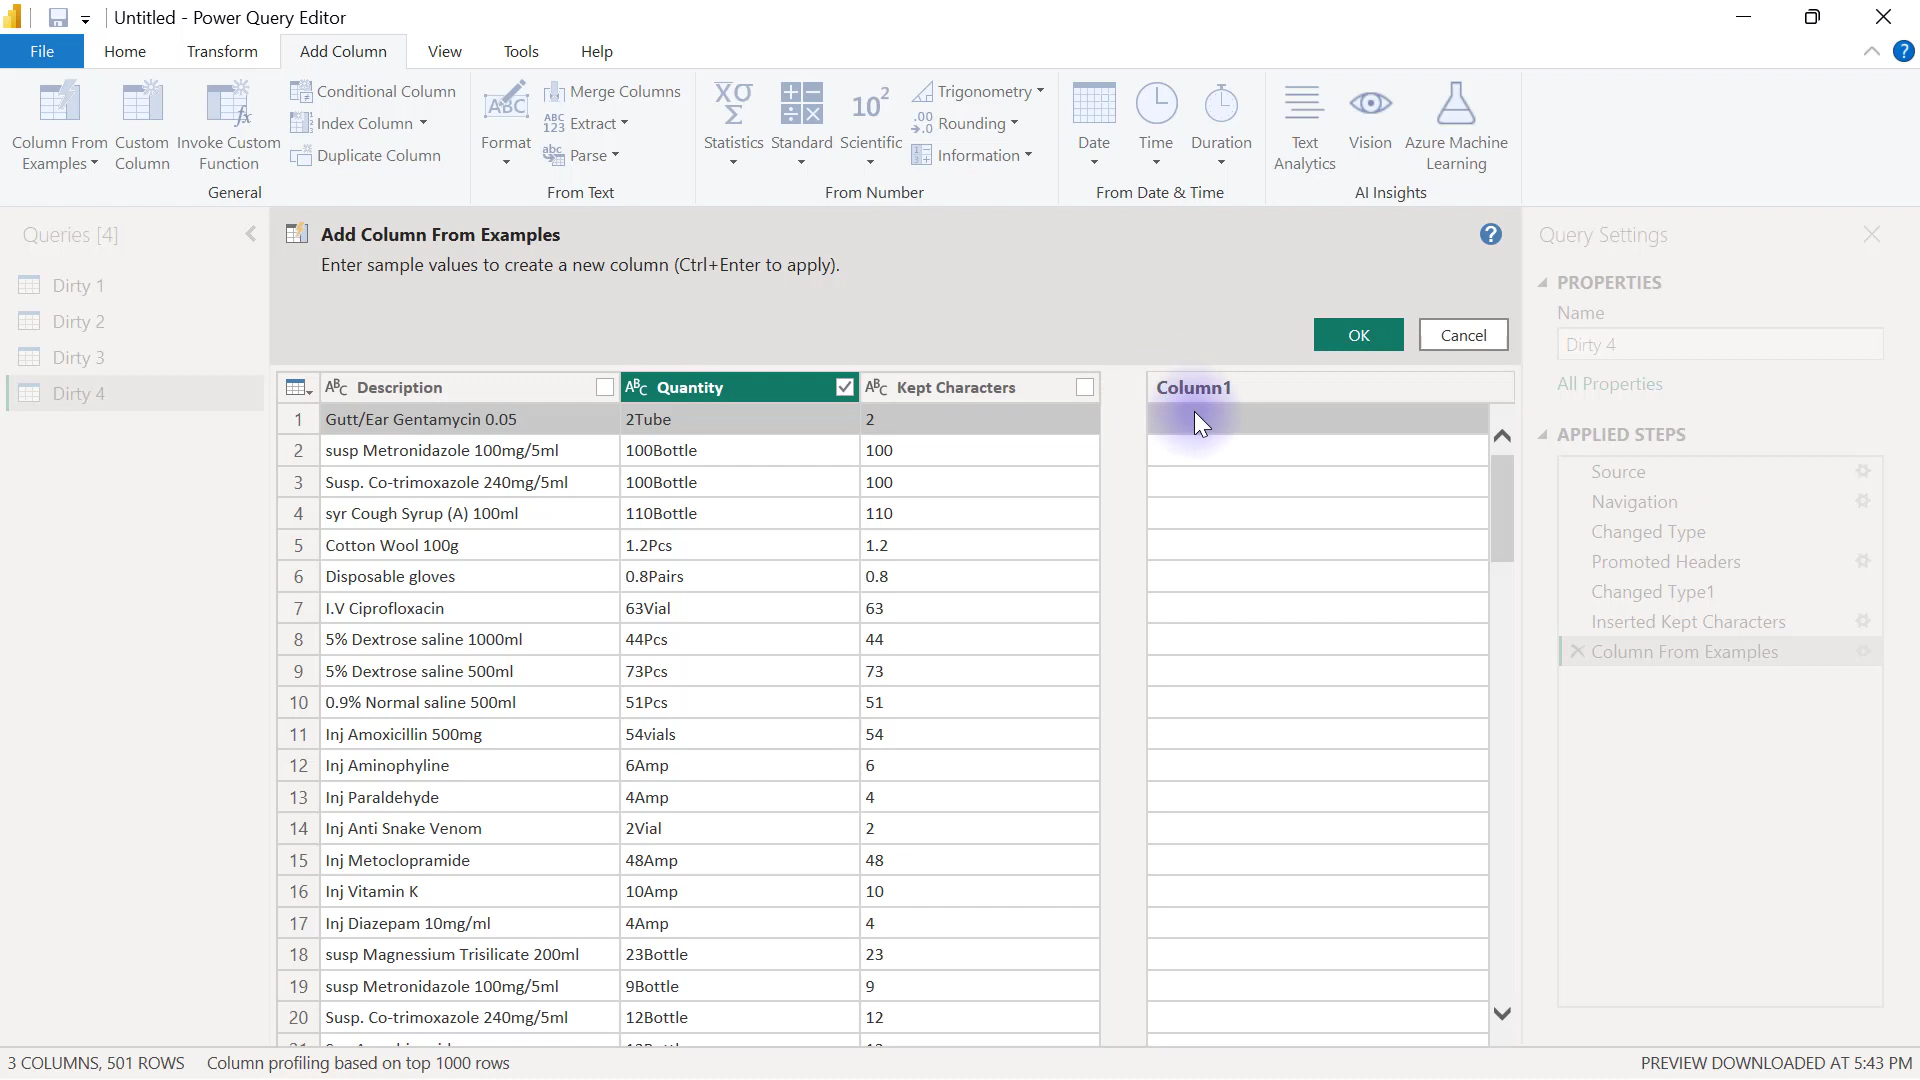 Untitled - Power Query Editor
File Home Transform Add Column View Tools Help
Column From Examples
Custom Column
Invoke Custom Function
Conditional Column
Index Column
Duplicate Column
General
ABC
Format
Merge Columns
ABC 123 Extract
abc Parse
From Text
XΣ Statistics
Standard
10² Scientific
Trigonometry
.00 →.0 Rounding
Information
From Number
Date
Time
Duration
From Date & Time
Text Analytics
Vision
Azure Machine Learning
AI Insights
Queries [4]
Dirty 1
Dirty 2
Dirty 3
Dirty 4
Add Column From Examples
Enter sample values to create a new column (Ctrl+Enter to apply).
OK Cancel
ABC Description ABC Quantity ABC Kept Characters Column1
1 Gutt/Ear Gentamycin 0.05 2Tube 2
2 susp Metronidazole 100mg/5ml 100Bottle 100
3 Susp. Co-trimoxazole 240mg/5ml 100Bottle 100
4 syr Cough Syrup (A) 100ml 110Bottle 110
5 Cotton Wool 100g 1.2Pcs 1.2
6 Disposable gloves 0.8Pairs 0.8
7 I.V Ciprofloxacin 63Vial 63
8 5% Dextrose saline 1000ml 44Pcs 44
9 5% Dextrose saline 500ml 73Pcs 73
10 0.9% Normal saline 500ml 51Pcs 51
11 Inj Amoxicillin 500mg 54vials 54
12 Inj Aminophyline 6Amp 6
13 Inj Paraldehyde 4Amp 4
14 Inj Anti Snake Venom 2Vial 2
15 Inj Metoclopramide 48Amp 48
16 Inj Vitamin K 10Amp 10
17 Inj Diazepam 10mg/ml 4Amp 4
18 susp Magnessium Trisilicate 200ml 23Bottle 23
19 susp Metronidazole 100mg/5ml 9Bottle 9
20 Susp. Co-trimoxazole 240mg/5ml 12Bottle 12
Query Settings
PROPERTIES
Name
Dirty 4
All Properties
APPLIED STEPS
Source
Navigation
Changed Type
Promoted Headers
Changed Type1
Inserted Kept Characters
Column From Examples
3 COLUMNS, 501 ROWS Column profiling based on top 1000 rows
PREVIEW DOWNLOADED AT 5:43 PM